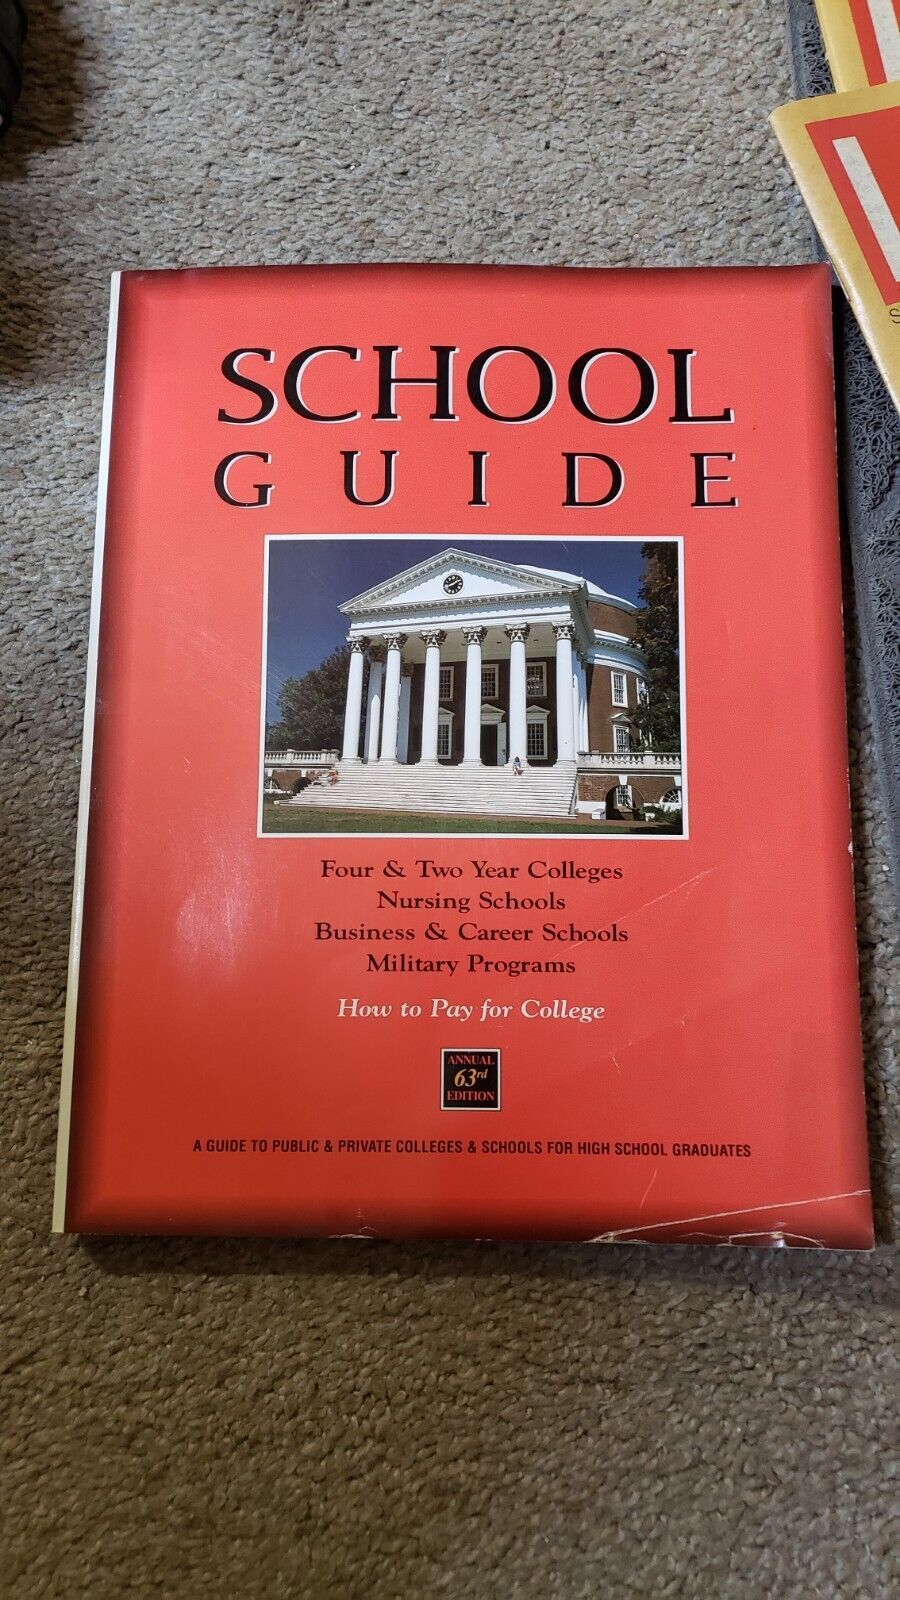 SCHOOL
GUIDE
Four & Two Year Colleges
Nursing Schools
Business & Career Schools
Military Programs
How to Pay for College
ANNUAL
63rd
EDITION
A GUIDE TO PUBLIC & PRIVATE COLLEGES & SCHOOLS FOR HIGH SCHOOL GRADUATES